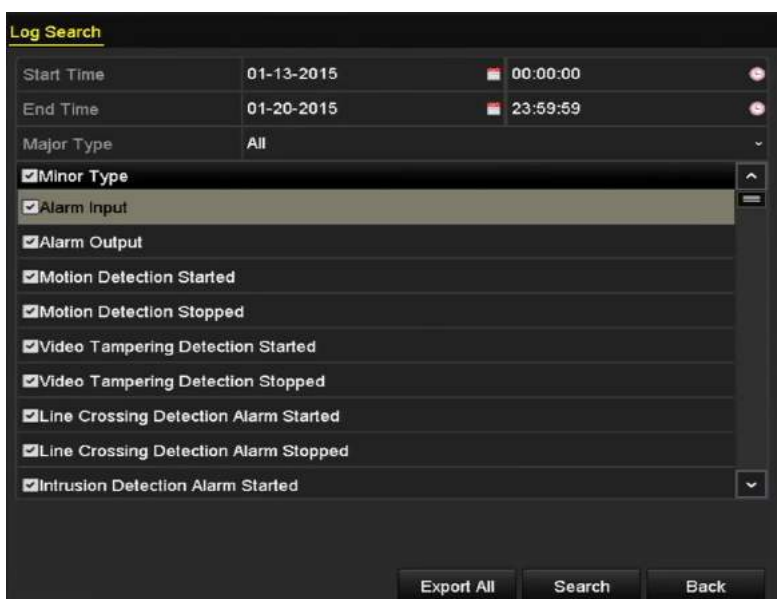 Log Search
Start Time 01-13-2015 00:00:00
End Time 01-20-2015 23:59:59
Major Type All
Minor Type
Alarm Input
Alarm Output
Motion Detection Started
Motion Detection Stopped
Video Tampering Detection Started
Video Tampering Detection Stopped
Line Crossing Detection Alarm Started
Line Crossing Detection Alarm Stopped
Intrusion Detection Alarm Started
Export All Search Back